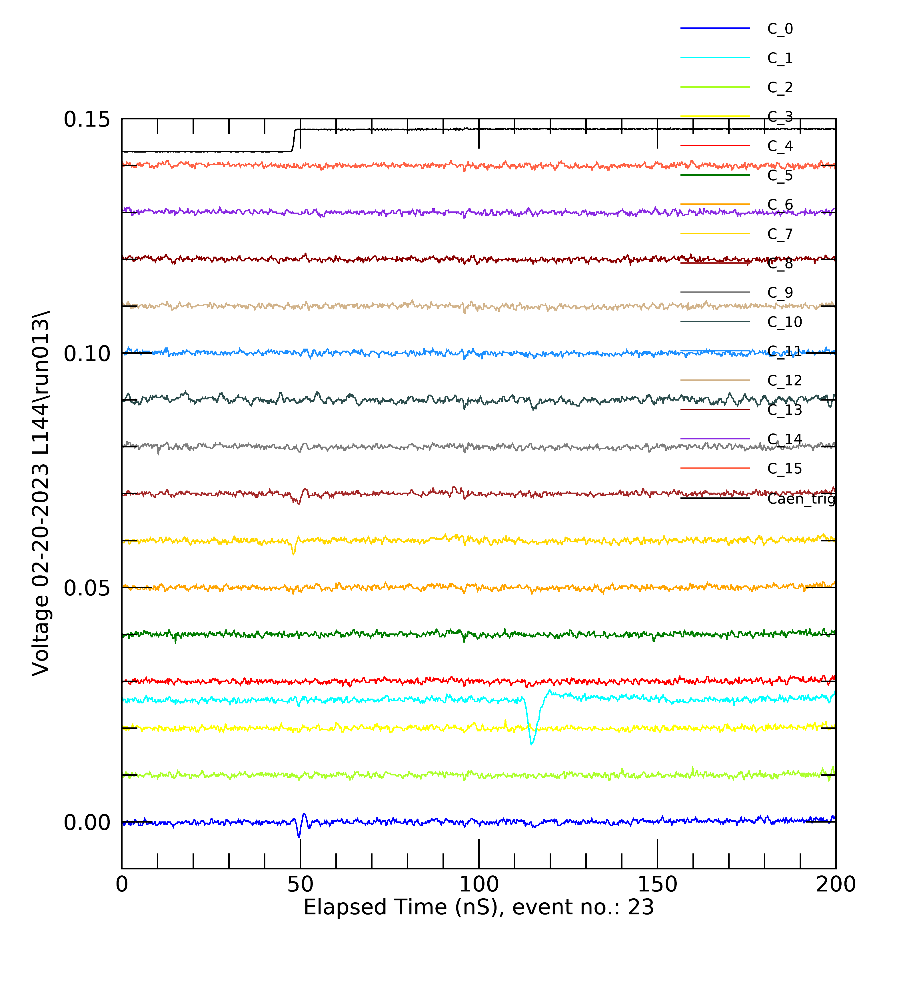 C_0
C_1
C_2
0.15
C_3
C_4
C_5
C_6
C_7
C_8
C_9
C_10
0.10
C_11
C_12
C_13
C_14
C_15
Caen_trig
Voltage 02-20-2023 L144\run013\
0.05
0.00
0 50 100 150 200
Elapsed Time (nS), event no.: 23